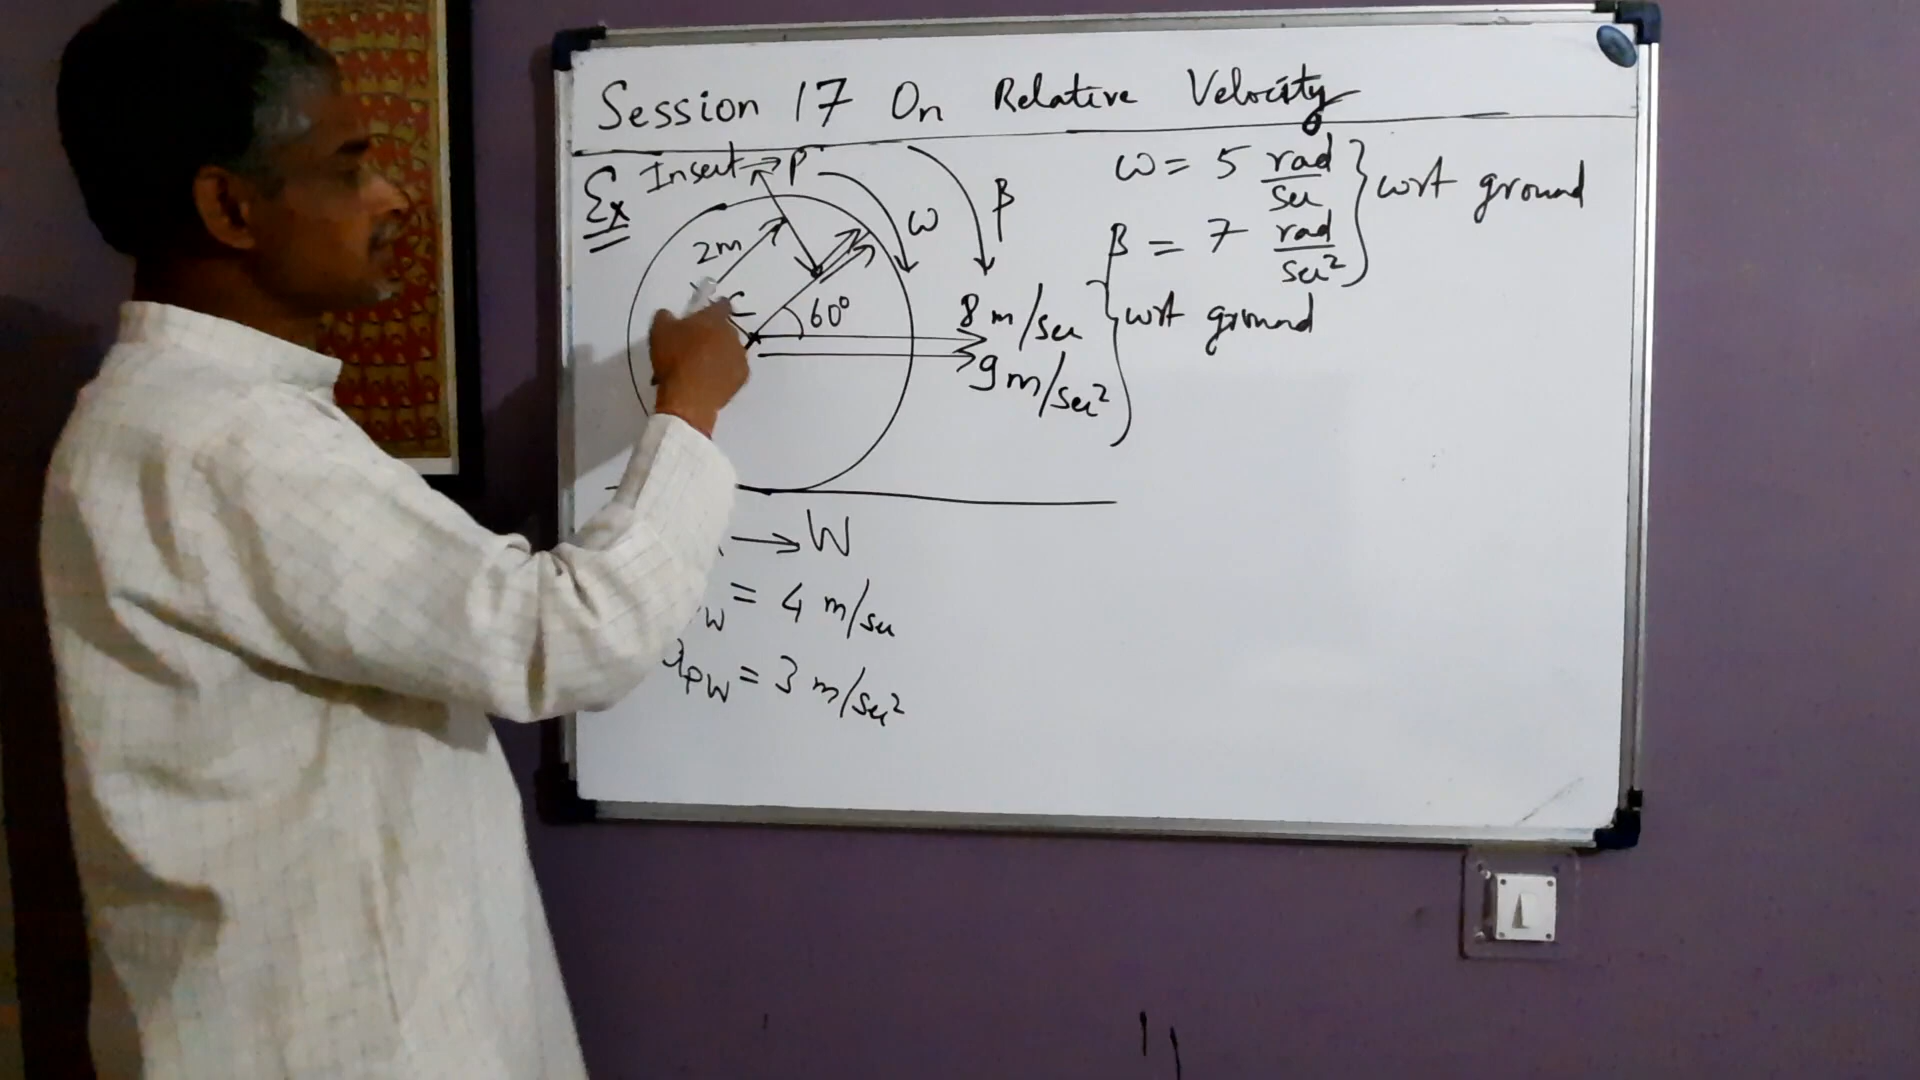 Session 17 On Relative Velocity
Ex Insect → P
ω
β
2m
C
60°
8 m/sec
9 m/sec²
} wrt ground
ω = 5 rad/sec
β = 7 rad/sec²
} wrt ground
→ W
W = 4 m/sec
PW = 3 m/sec²